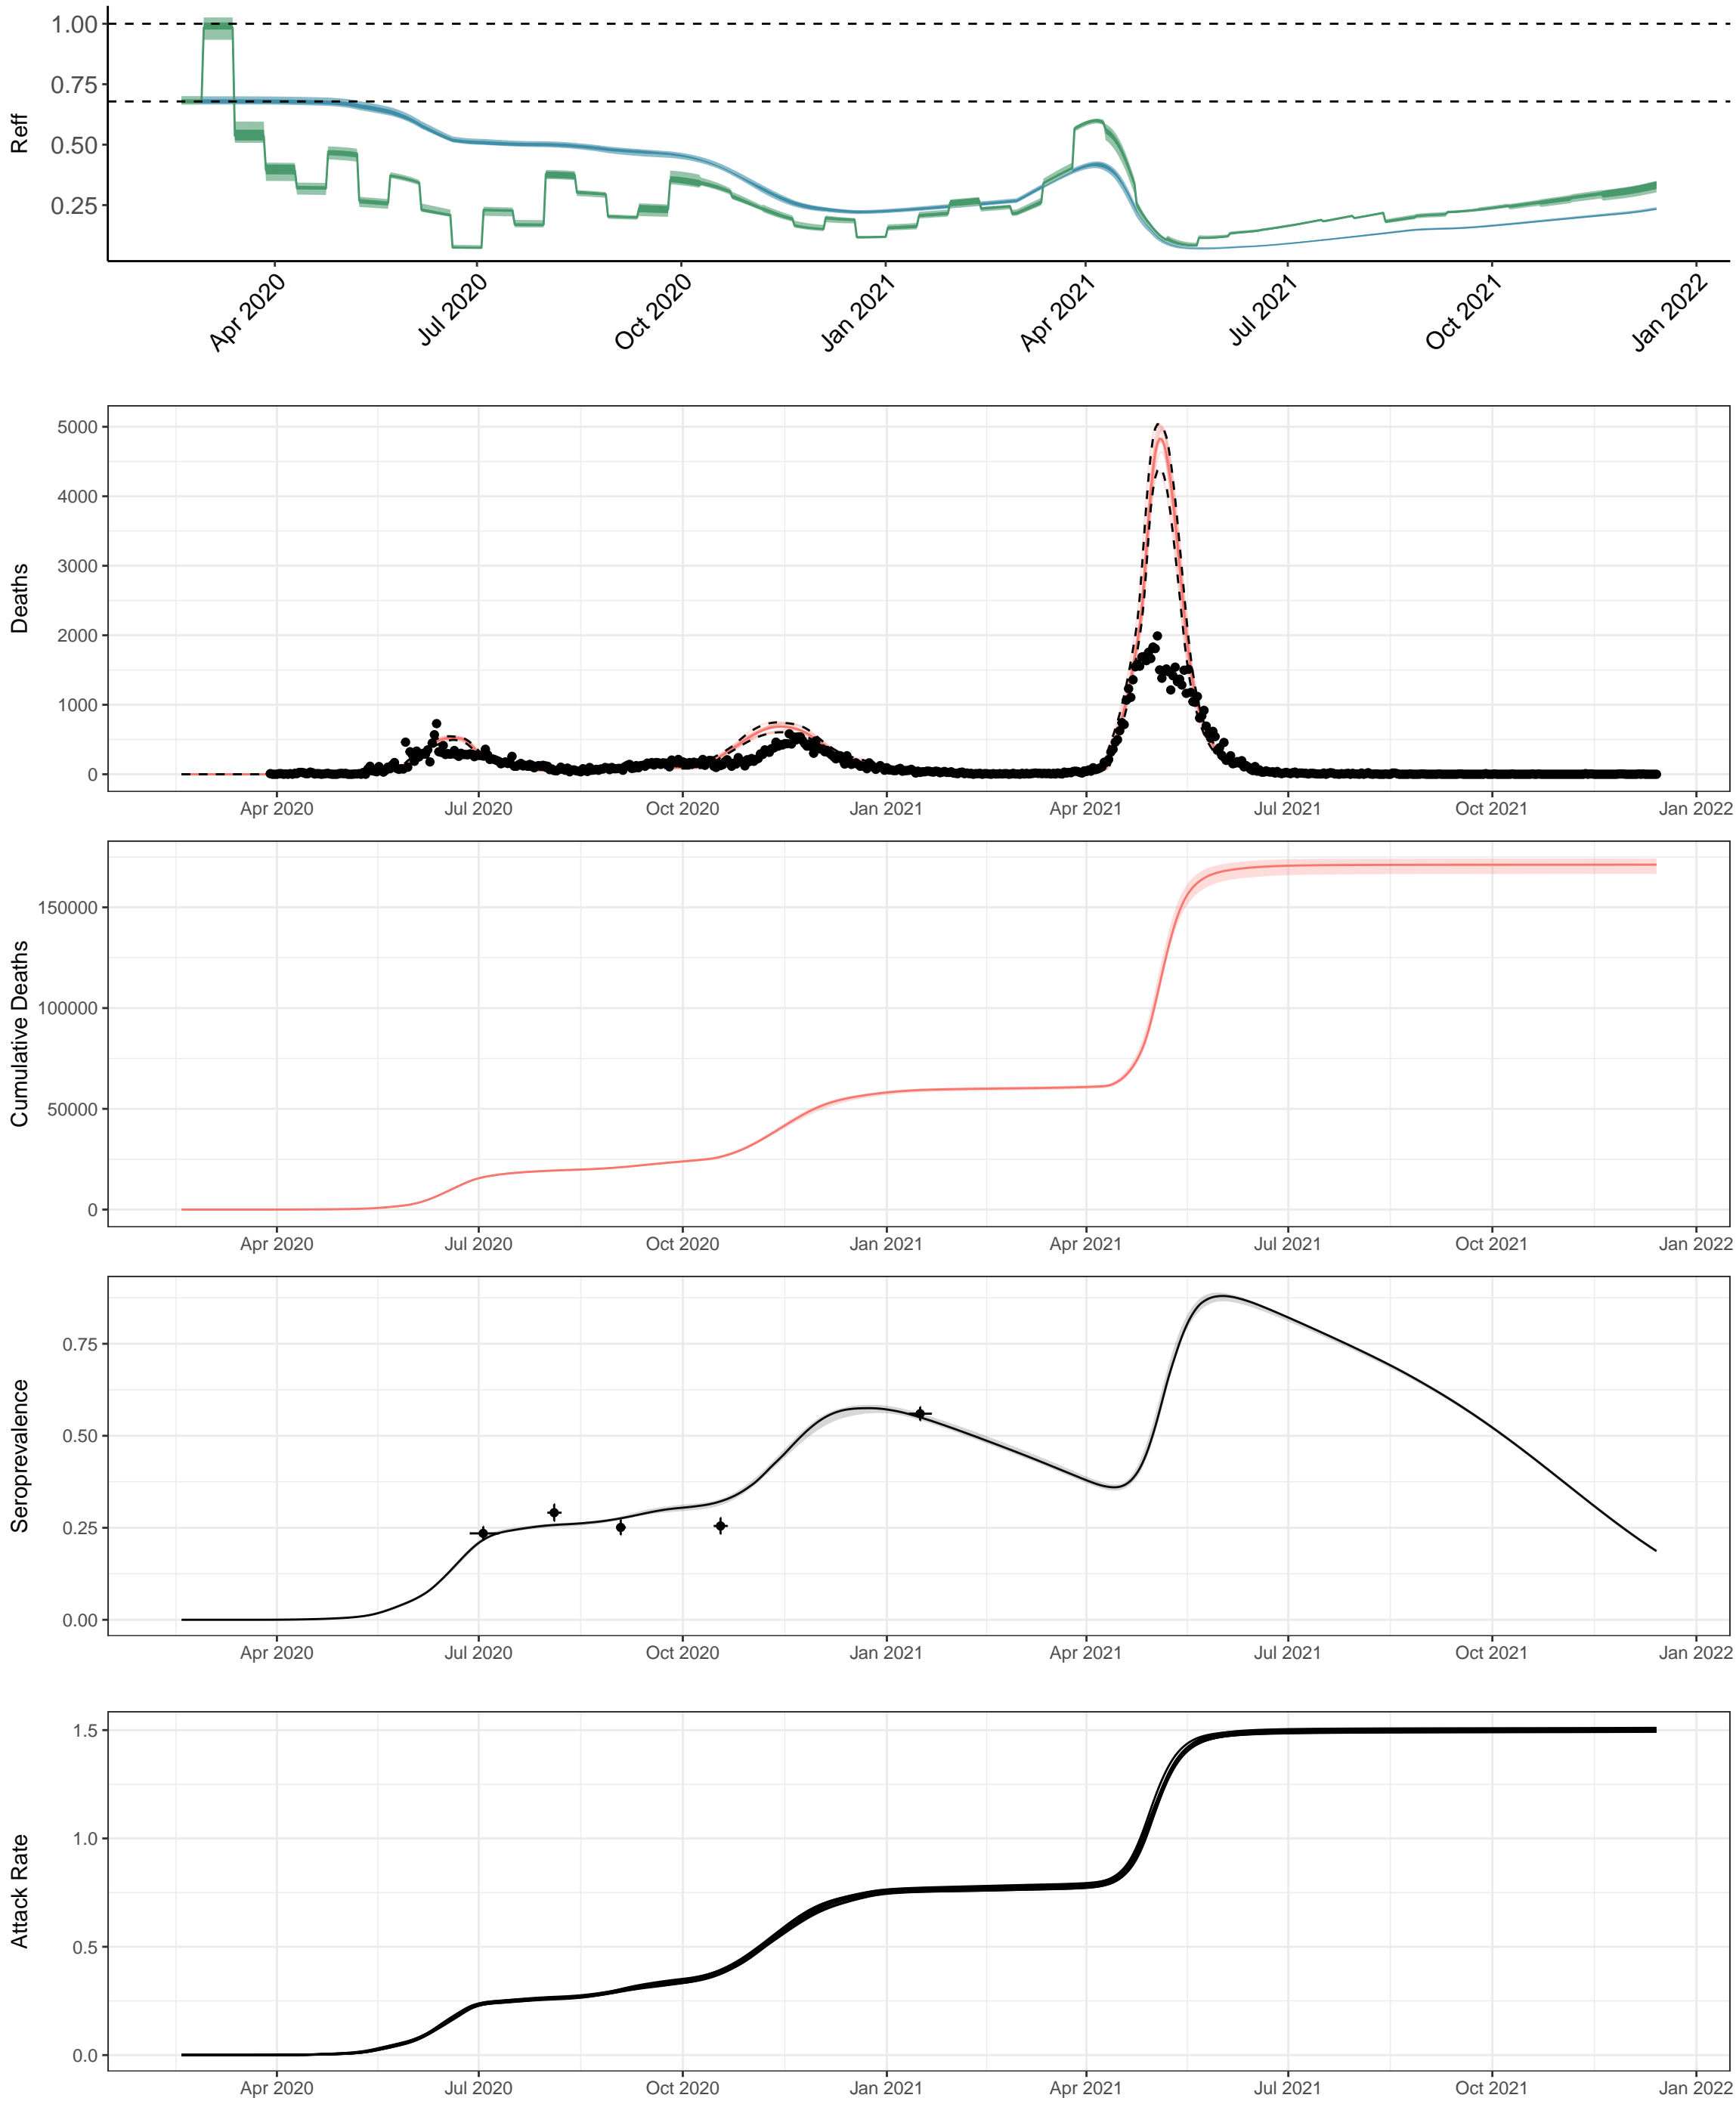 Reff
1.00
0.75
0.50
0.25
Apr 2020
Jul 2020
Oct 2020
Jan 2021
Apr 2021
Jul 2021
Oct 2021
Jan 2022
Deaths
5000
4000
3000
2000
1000
0
Apr 2020
Jul 2020
Oct 2020
Jan 2021
Apr 2021
Jul 2021
Oct 2021
Jan 2022
Cumulative Deaths
150000
100000
50000
0
Apr 2020
Jul 2020
Oct 2020
Jan 2021
Apr 2021
Jul 2021
Oct 2021
Jan 2022
Seroprevalence
0.75
0.50
0.25
0.00
Apr 2020
Jul 2020
Oct 2020
Jan 2021
Apr 2021
Jul 2021
Oct 2021
Jan 2022
Attack Rate
1.5
1.0
0.5
0.0
Apr 2020
Jul 2020
Oct 2020
Jan 2021
Apr 2021
Jul 2021
Oct 2021
Jan 2022